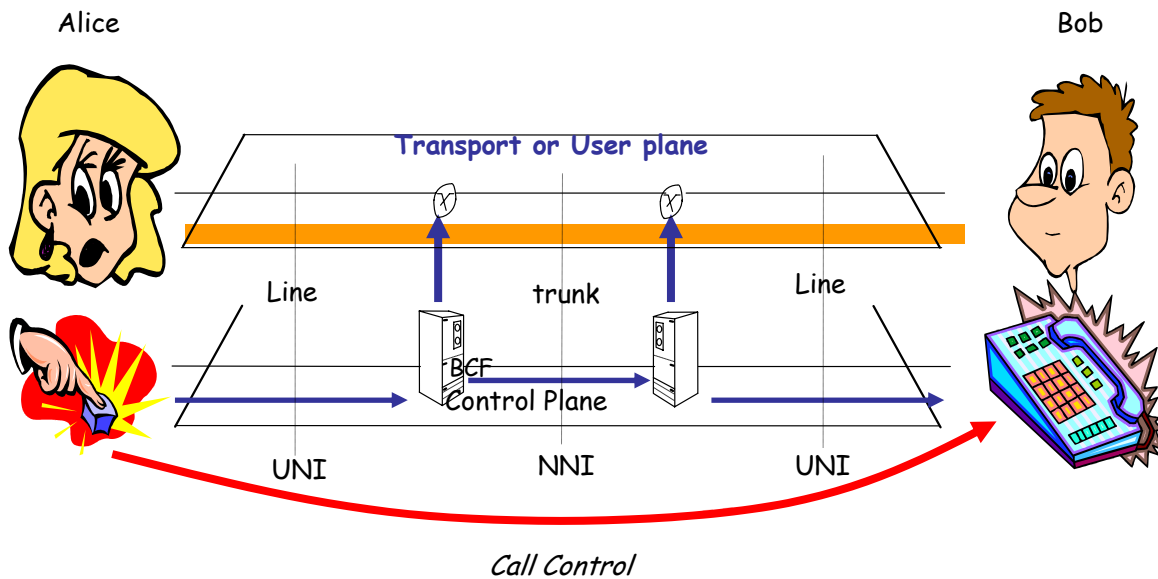 Alice
Bob
Transport or User plane
X
X
Line
trunk
Line
BCF
Control Plane
UNI
NNI
UNI
Call Control